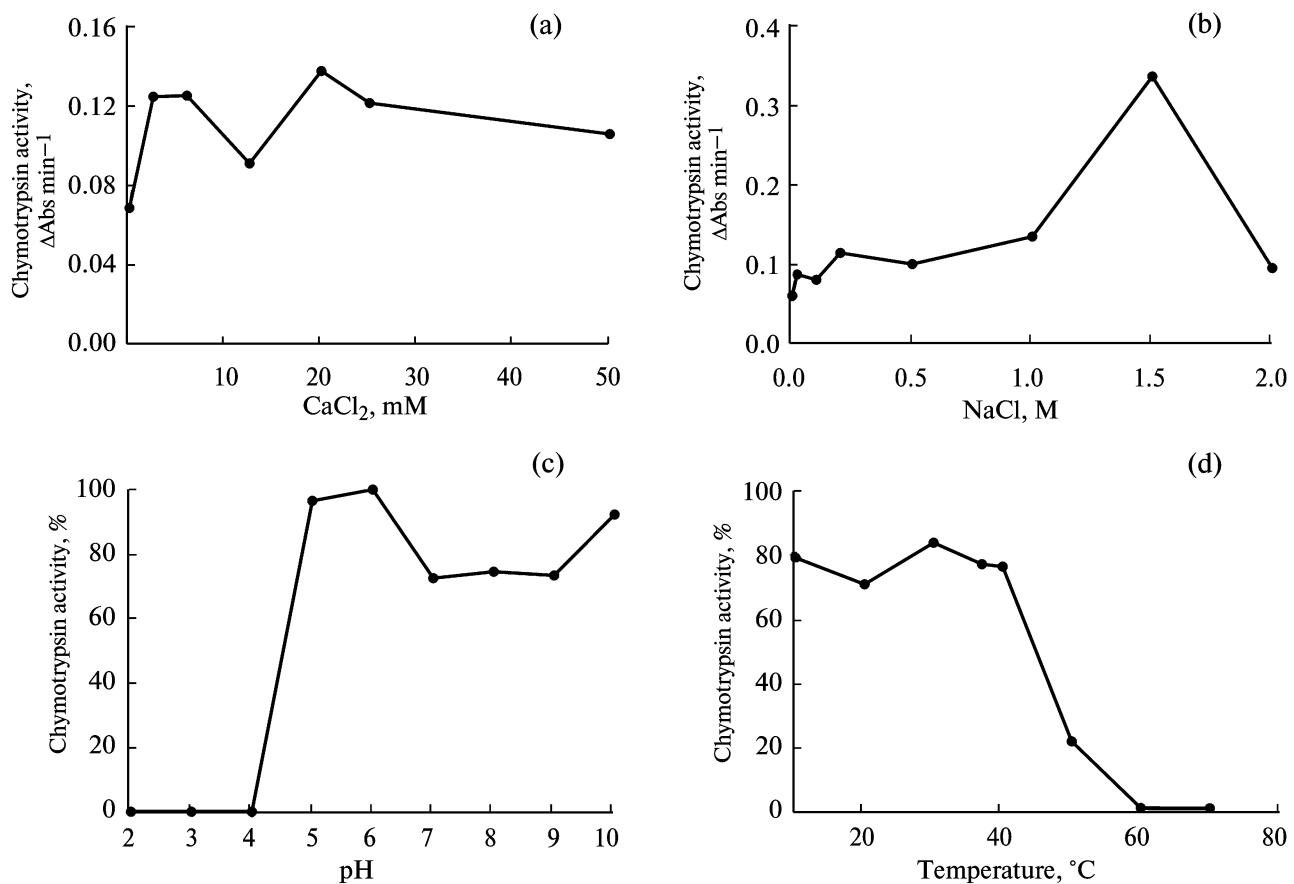 (a)
Chymotrypsin activity,
ΔAbs min–1
0.16
0.12
0.08
0.04
0.00
10 20 30 40 50
CaCl2, mM
(b)
Chymotrypsin activity,
ΔAbs min–1
0.4
0.3
0.2
0.1
0.0
0.0 0.5 1.0 1.5 2.0
NaCl, M
(c)
Chymotrypsin activity, %
100
80
60
40
20
0
2 3 4 5 6 7 8 9 10
pH
(d)
Chymotrypsin activity, %
100
80
60
40
20
0
20 40 60 80
Temperature, ˚C